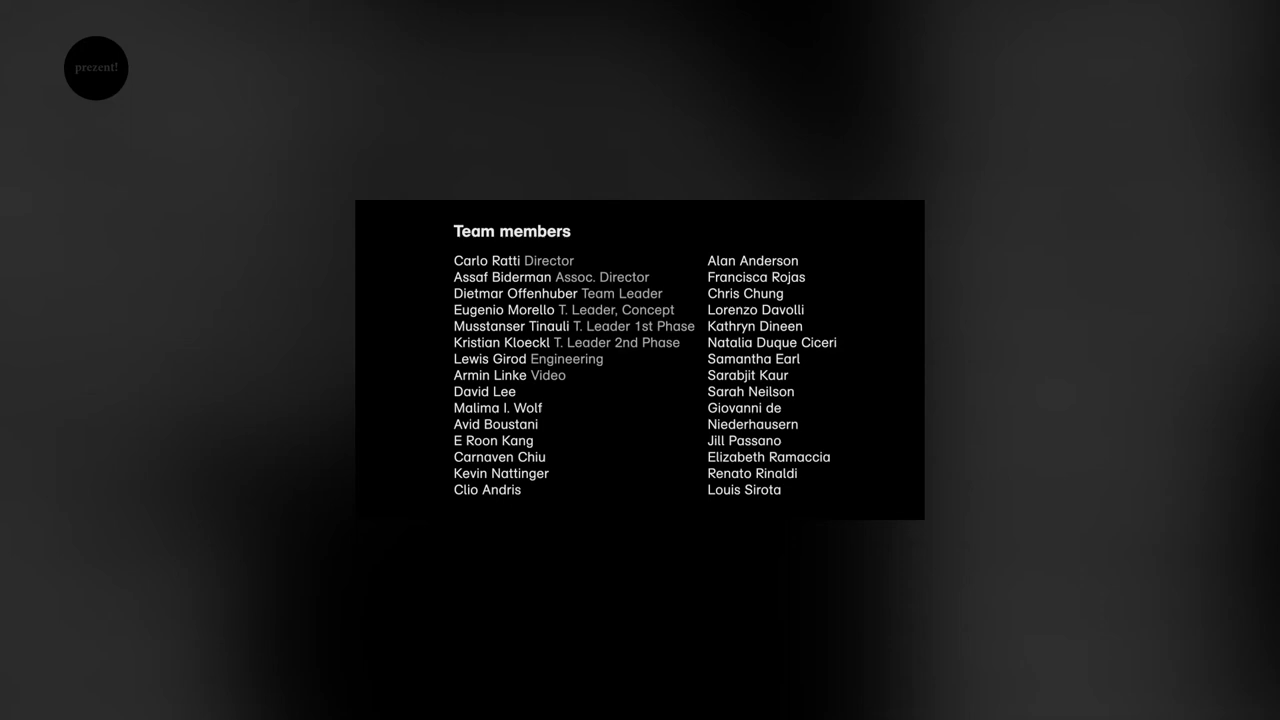 prezent!
Team members
Carlo Ratti Director
Assaf Biderman Assoc. Director
Dietmar Offenhuber Team Leader
Eugenio Morello T. Leader, Concept
Musstanser Tinauli T. Leader 1st Phase
Kristian Kloeckl T. Leader 2nd Phase
Lewis Girod Engineering
Armin Linke Video
David Lee
Malima I. Wolf
Avid Boustani
E Roon Kang
Carnaven Chiu
Kevin Nattinger
Clio Andris
Alan Anderson
Francisca Rojas
Chris Chung
Lorenzo Davolli
Kathryn Dineen
Natalia Duque Ciceri
Samantha Earl
Sarabjit Kaur
Sarah Neilson
Giovanni de
Niederhausern
Jill Passano
Elizabeth Ramaccia
Renato Rinaldi
Louis Sirota